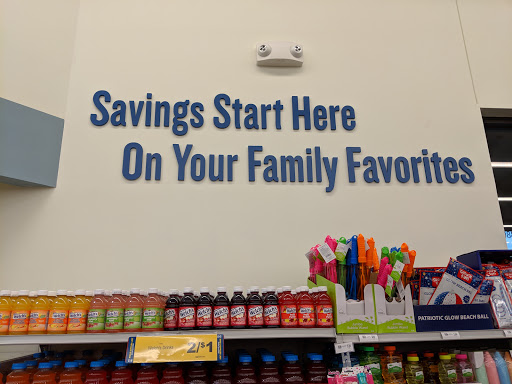 Savings Start Here
On Your Family Favorites
2/$1
PATRIOTIC GLOW BEACH BALL